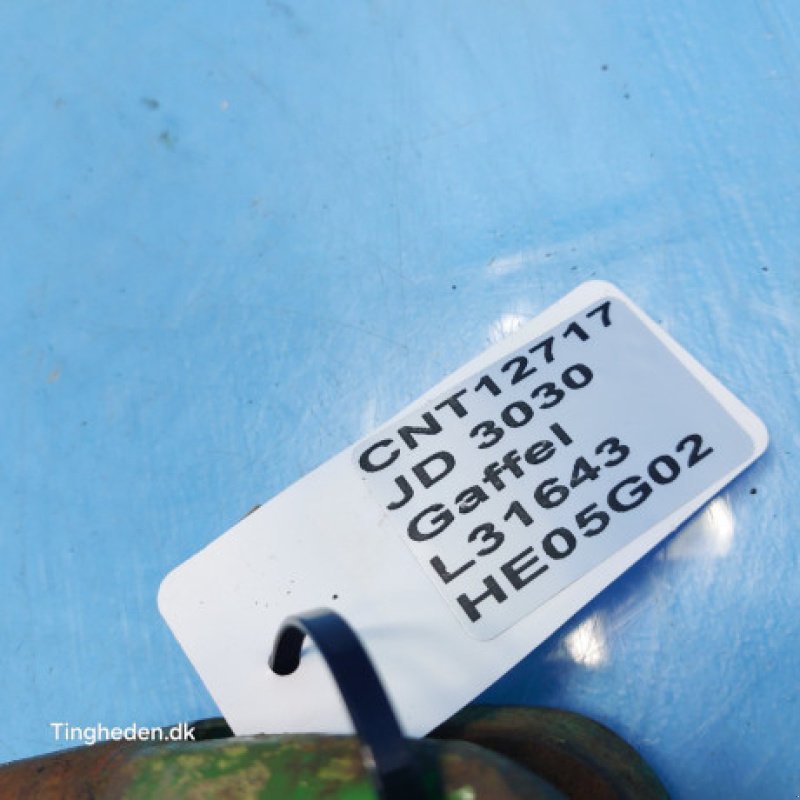 CNT12717
JD 3030
Gaffel
L31643
HE05G02
Tingheden.dk